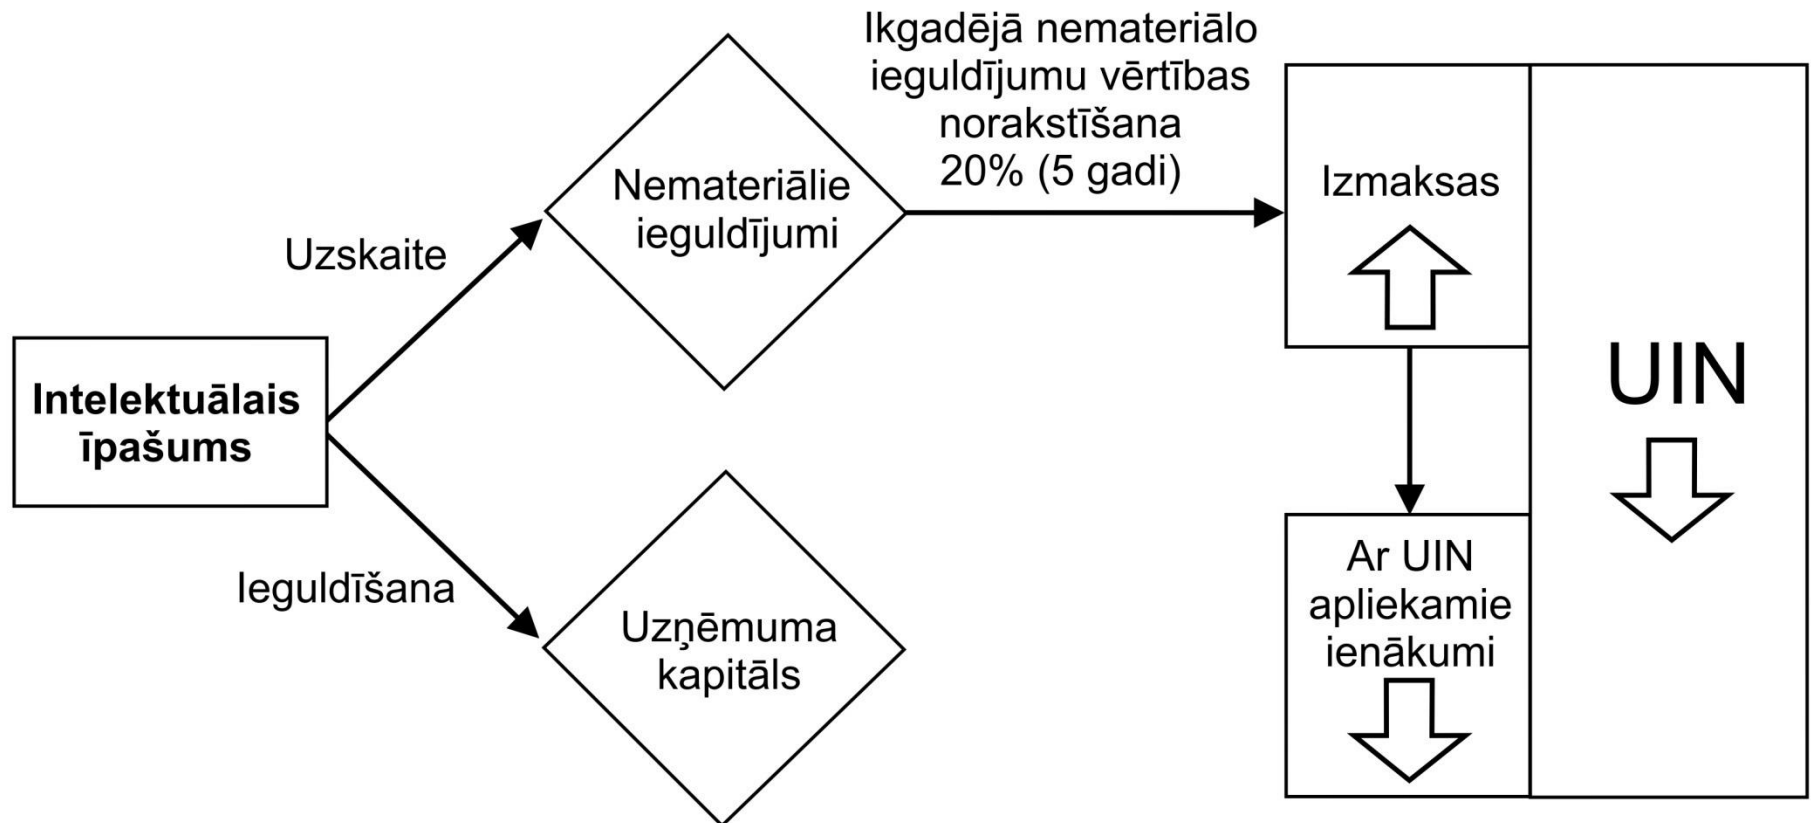 Ikgadējā nemateriālo
ieguldījumu vērtības
norakstīšana
20% (5 gadi)
Nemateriālie
ieguldījumi
Izmaksas
Uzskaite
Intelektuālais
īpašums
UIN
Ieguldīšana
Uzņēmuma
kapitāls
Ar UIN
apliekamie
ienākumi